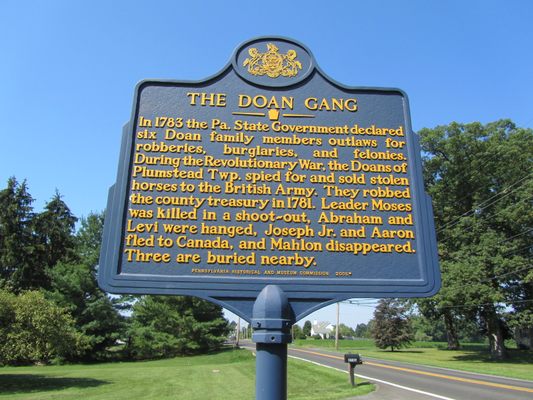 THE DOAN GANG
In 1783 the Pa. State Government declared
six Doan family members outlaws for
robberies, burglaries, and felonies.
During the Revolutionary War, the Doans of
Plumstead Twp. spied for and sold stolen
horses to the British Army. They robbed
the county treasury in 1781. Leader Moses
was killed in a shoot-out, Abraham and
Levi were hanged, Joseph Jr. and Aaron
fled to Canada, and Mahlon disappeared.
Three are buried nearby.
PENNSYLVANIA HISTORICAL AND MUSEUM COMMISSION